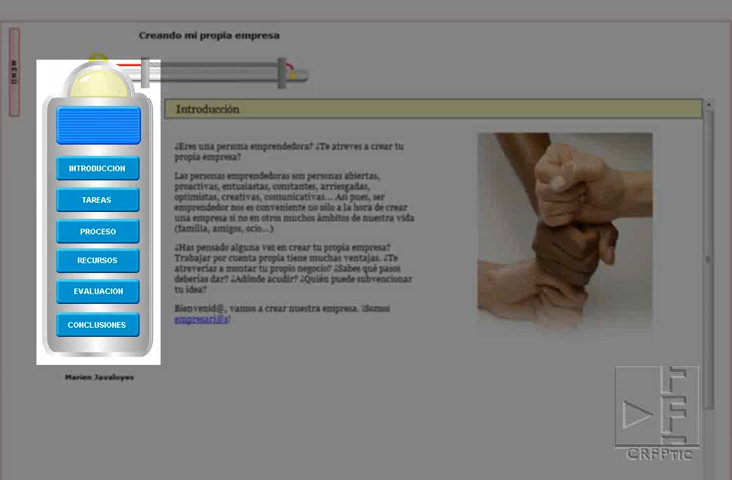 Creando mi propia empresa
MENÚ
Introducción
INTRODUCCION
TAREAS
PROCESO
RECURSOS
EVALUACION
CONCLUSIONES
¿Eres una persona emprendedora? ¿Te atreves a crear tu
propia empresa?
Las personas emprendedoras son personas abiertas,
proactivas, entusiastas, constantes, arriesgadas,
optimistas, creativas, comunicativas... Así pues, ser
emprendedor nos es conveniente no sólo a la hora de crear
una empresa si no en otros muchos ámbitos de nuestra vida
(familia, amigos, ocio...)
¿Has pensado alguna vez en crear tu propia empresa?
Trabajar por cuenta propia tiene muchas ventajas. ¿Te
atreverías a montar tu propio negocio? ¿Sabes qué pasos
deberías dar? ¿Adónde acudir? ¿Quién puede subvencionar
tu idea?
Bienvenid@, vamos a crear nuestra empresa. ¡Somos
empresari@s!
Marien Javaloyes
CRFPTIC